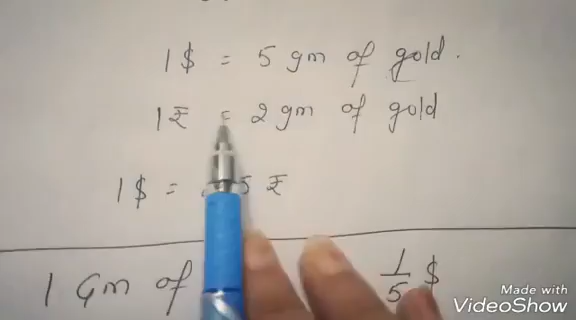 1 $ = 5 gm of gold.
1 ₹ = 2 gm of gold
1 $ = 5 ₹
1 Gm of 1/5 $
Made with
VideoShow